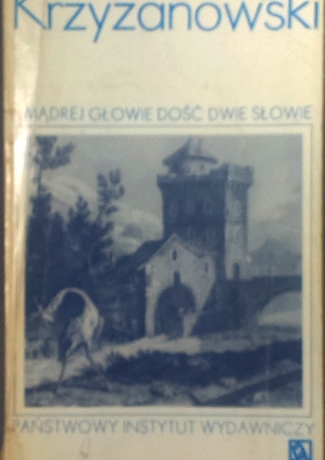 Krzyżanowski
MĄDREJ GŁOWIE DOŚĆ DWIE SŁOWIE
PAŃSTWOWY INSTYTUT WYDAWNICZY